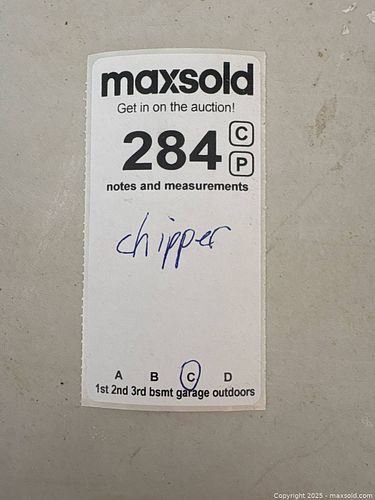 maxsold
Get in on the auction!
284 C
P
notes and measurements
chipper
A B C D
1st 2nd 3rd bsmt garage outdoors
Copyright 2025 - maxsold.com